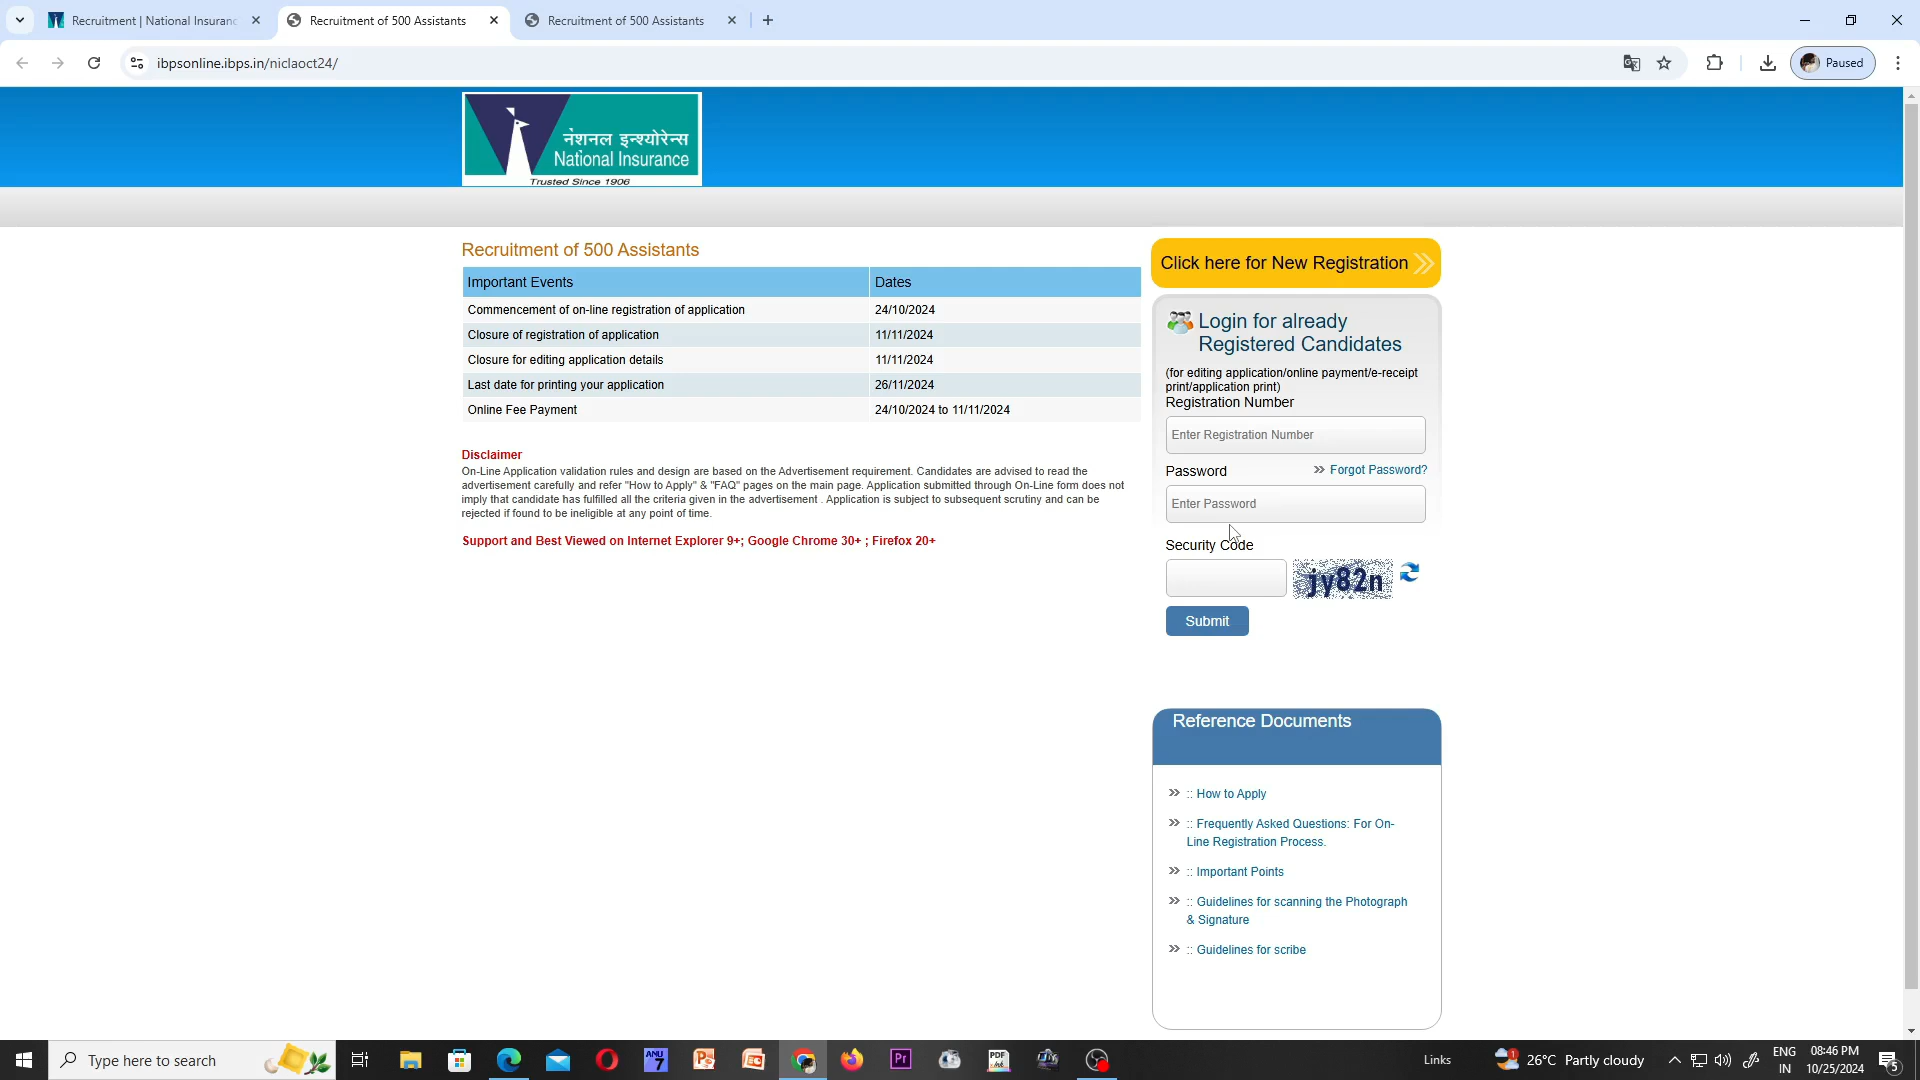 Recruitment | National Insuranc
Recruitment of 500 Assistants
Recruitment of 500 Assistants
ibpsonline.ibps.in/niclaoct24/
Paused
नेशनल इन्श्योरेन्स
National Insurance
Trusted Since 1906
Recruitment of 500 Assistants
Important Events Dates
Commencement of on-line registration of application 24/10/2024
Closure of registration of application 11/11/2024
Closure for editing application details 11/11/2024
Last date for printing your application 26/11/2024
Online Fee Payment 24/10/2024 to 11/11/2024
Disclaimer
On-Line Application validation rules and design are based on the Advertisement requirement. Candidates are advised to read the
advertisement carefully and refer "How to Apply" & "FAQ" pages on the main page. Application submitted through On-Line form does not
imply that candidate has fulfilled all the criteria given in the advertisement . Application is subject to subsequent scrutiny and can be
rejected if found to be ineligible at any point of time.
Support and Best Viewed on Internet Explorer 9+; Google Chrome 30+ ; Firefox 20+
Click here for New Registration
Login for already
Registered Candidates
(for editing application/online payment/e-receipt
print/application print)
Registration Number
Enter Registration Number
Password >> Forgot Password?
Enter Password
Security Code
jy82n
Submit
Reference Documents
>> :: How to Apply
>> :: Frequently Asked Questions: For On-
Line Registration Process.
>> :: Important Points
>> :: Guidelines for scanning the Photograph
& Signature
>> :: Guidelines for scribe
Type here to search
ANU
7
Pr
PDF
Links
1
26°C Partly cloudy
ENG
IN
08:46 PM
10/25/2024
5